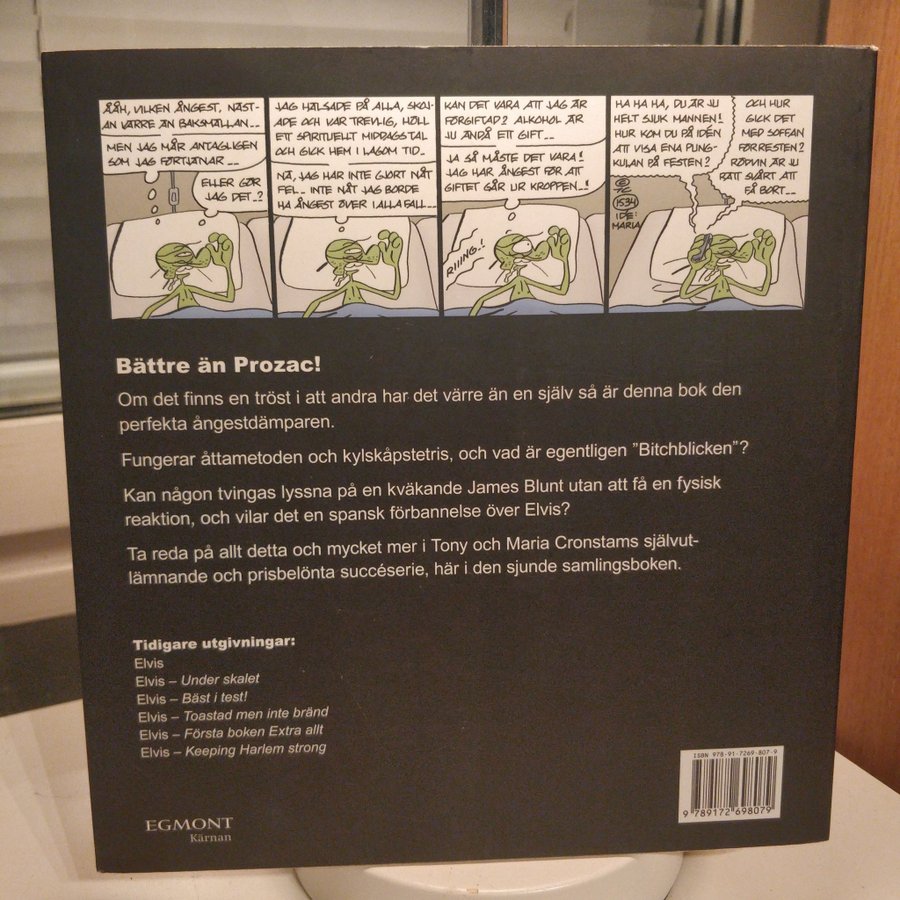 ÅÅH, VILKEN ÅNGEST, NÄST-
AN VÄRRE ÄN BAKSMÄLLAN...
MEN JAG MÅR ANTAGLIGEN
SOM JAG FÖRTJÄNAR...
ELLER GÖR
JAG DET..?
JAG HÄLSADE PÅ ALLA, SKOJ-
ADE OCH VAR TREVLIG, HÖLL
ETT SPIRITUELLT MIDDAGSTAL
OCH GICK HEM I LAGOM TID...
NÄ, JAG HAR INTE GJORT NÅT
FEL... INTE NÅT JAG BORDE
HA ÅNGEST ÖVER I ALLA FALL...
KAN DET VARA ATT JAG ÄR
FÖRGIFTAD? ALKOHOL ÄR
JU ÄNDÅ ETT GIFT...
JA SÅ MÅSTE DET VARA!
JAG HAR ÅNGEST FÖR ATT
GIFTET GÅR UR KROPPEN..!
RIIING.!
HA HA HA, DU ÄR JU
HELT SJUK MANNEN!
HUR KOM DU PÅ IDÉN
ATT VISA ENA PUNG-
KULAN PÅ FESTEN?
OCH HUR
GICK DET
MED SOFFAN
FÖRRESTEN?
RÖDVIN ÄR JU
RÄTT SVÅRT ATT
FÅ BORT...
© TC
1534
IDÉ:
MARIA
Bättre än Prozac!
Om det finns en tröst i att andra har det värre än en själv så är denna bok den
perfekta ångestdämparen.
Fungerar åttametoden och kylskåpstetris, och vad är egentligen ”Bitchblicken”?
Kan någon tvingas lyssna på en kväkande James Blunt utan att få en fysisk
reaktion, och vilar det en spansk förbannelse över Elvis?
Ta reda på allt detta och mycket mer i Tony och Maria Cronstams självut-
lämnande och prisbelönta succéserie, här i den sjunde samlingsboken.
Tidigare utgivningar:
Elvis
Elvis – Under skalet
Elvis – Bäst i test!
Elvis – Toastad men inte bränd
Elvis – Första boken Extra allt
Elvis – Keeping Harlem strong
EGMONT
Kärnan
ISBN 978-91-7269-807-9
9 789172 698079